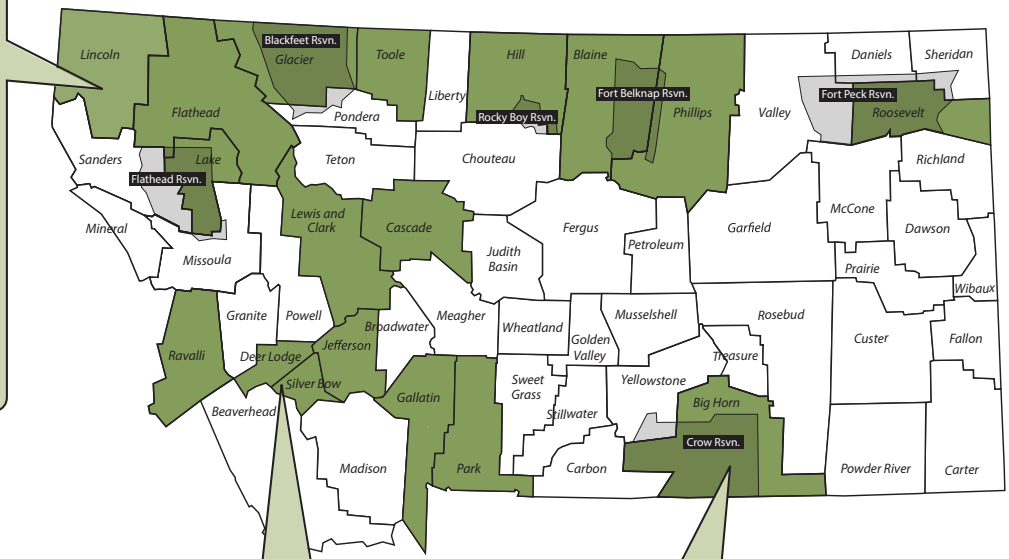 Lincoln
Flathead
Blackfeet Rsvn.
Glacier
Toole
Liberty
Hill
Blaine
Phillips
Valley
Daniels
Sheridan
Pondera
Rocky Boy Rsvn.
Fort Belknap Rsvn.
Fort Peck Rsvn.
Roosevelt
Sanders
Lake
Flathead Rsvn.
Teton
Chouteau
Richland
Mineral
Missoula
Lewis and
Clark
Cascade
Judith
Basin
Fergus
Petroleum
Garfield
McCone
Dawson
Prairie
Wibaux
Ravalli
Granite
Powell
Deer Lodge
Silver Bow
Jefferson
Broadwater
Meagher
Wheatland
Golden
Valley
Musselshell
Treasure
Rosebud
Custer
Fallon
Beaverhead
Madison
Gallatin
Park
Sweet
Grass
Stillwater
Carbon
Yellowstone
Big Horn
Crow Rsvn.
Powder River
Carter